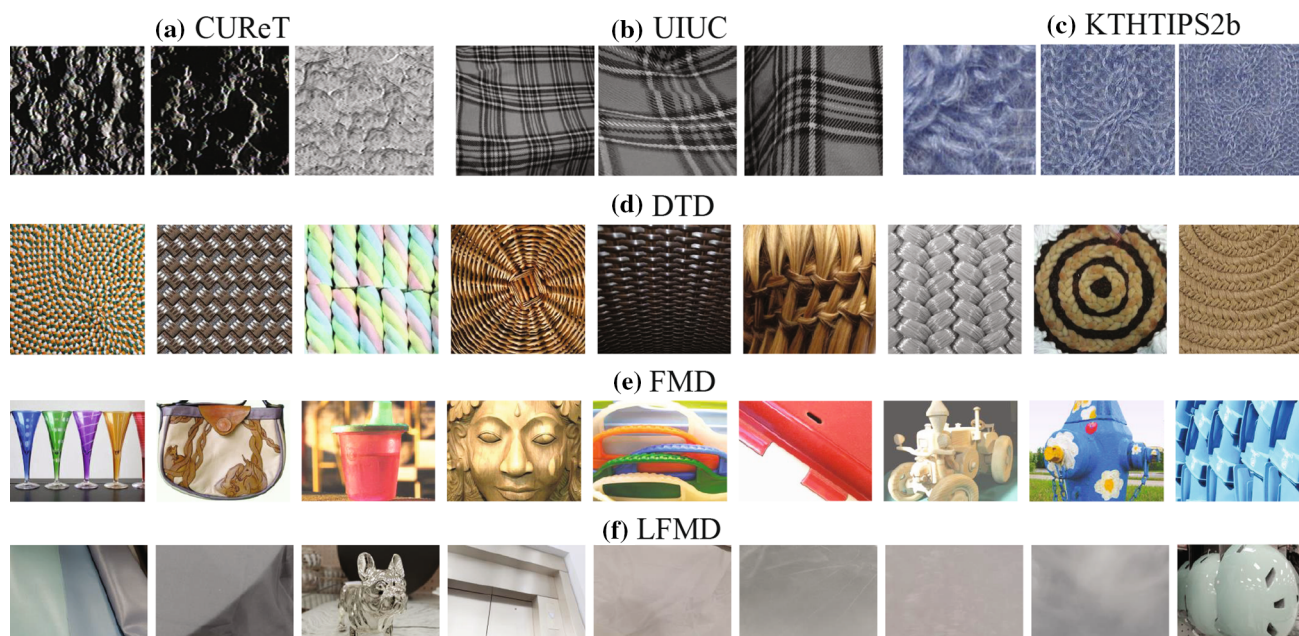 (a) CUReT
(b) UIUC
(c) KTHTIPS2b
(d) DTD
(e) FMD
(f) LFMD